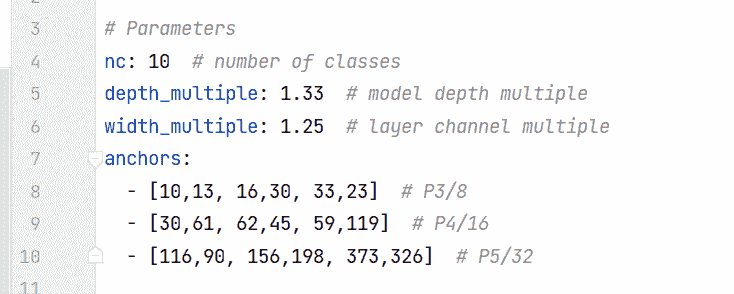 3 # Parameters
4 nc: 10 # number of classes
5 depth_multiple: 1.33 # model depth multiple
6 width_multiple: 1.25 # layer channel multiple
7 anchors:
8 - [10,13, 16,30, 33,23] # P3/8
9 - [30,61, 62,45, 59,119] # P4/16
10 - [116,90, 156,198, 373,326] # P5/32
11